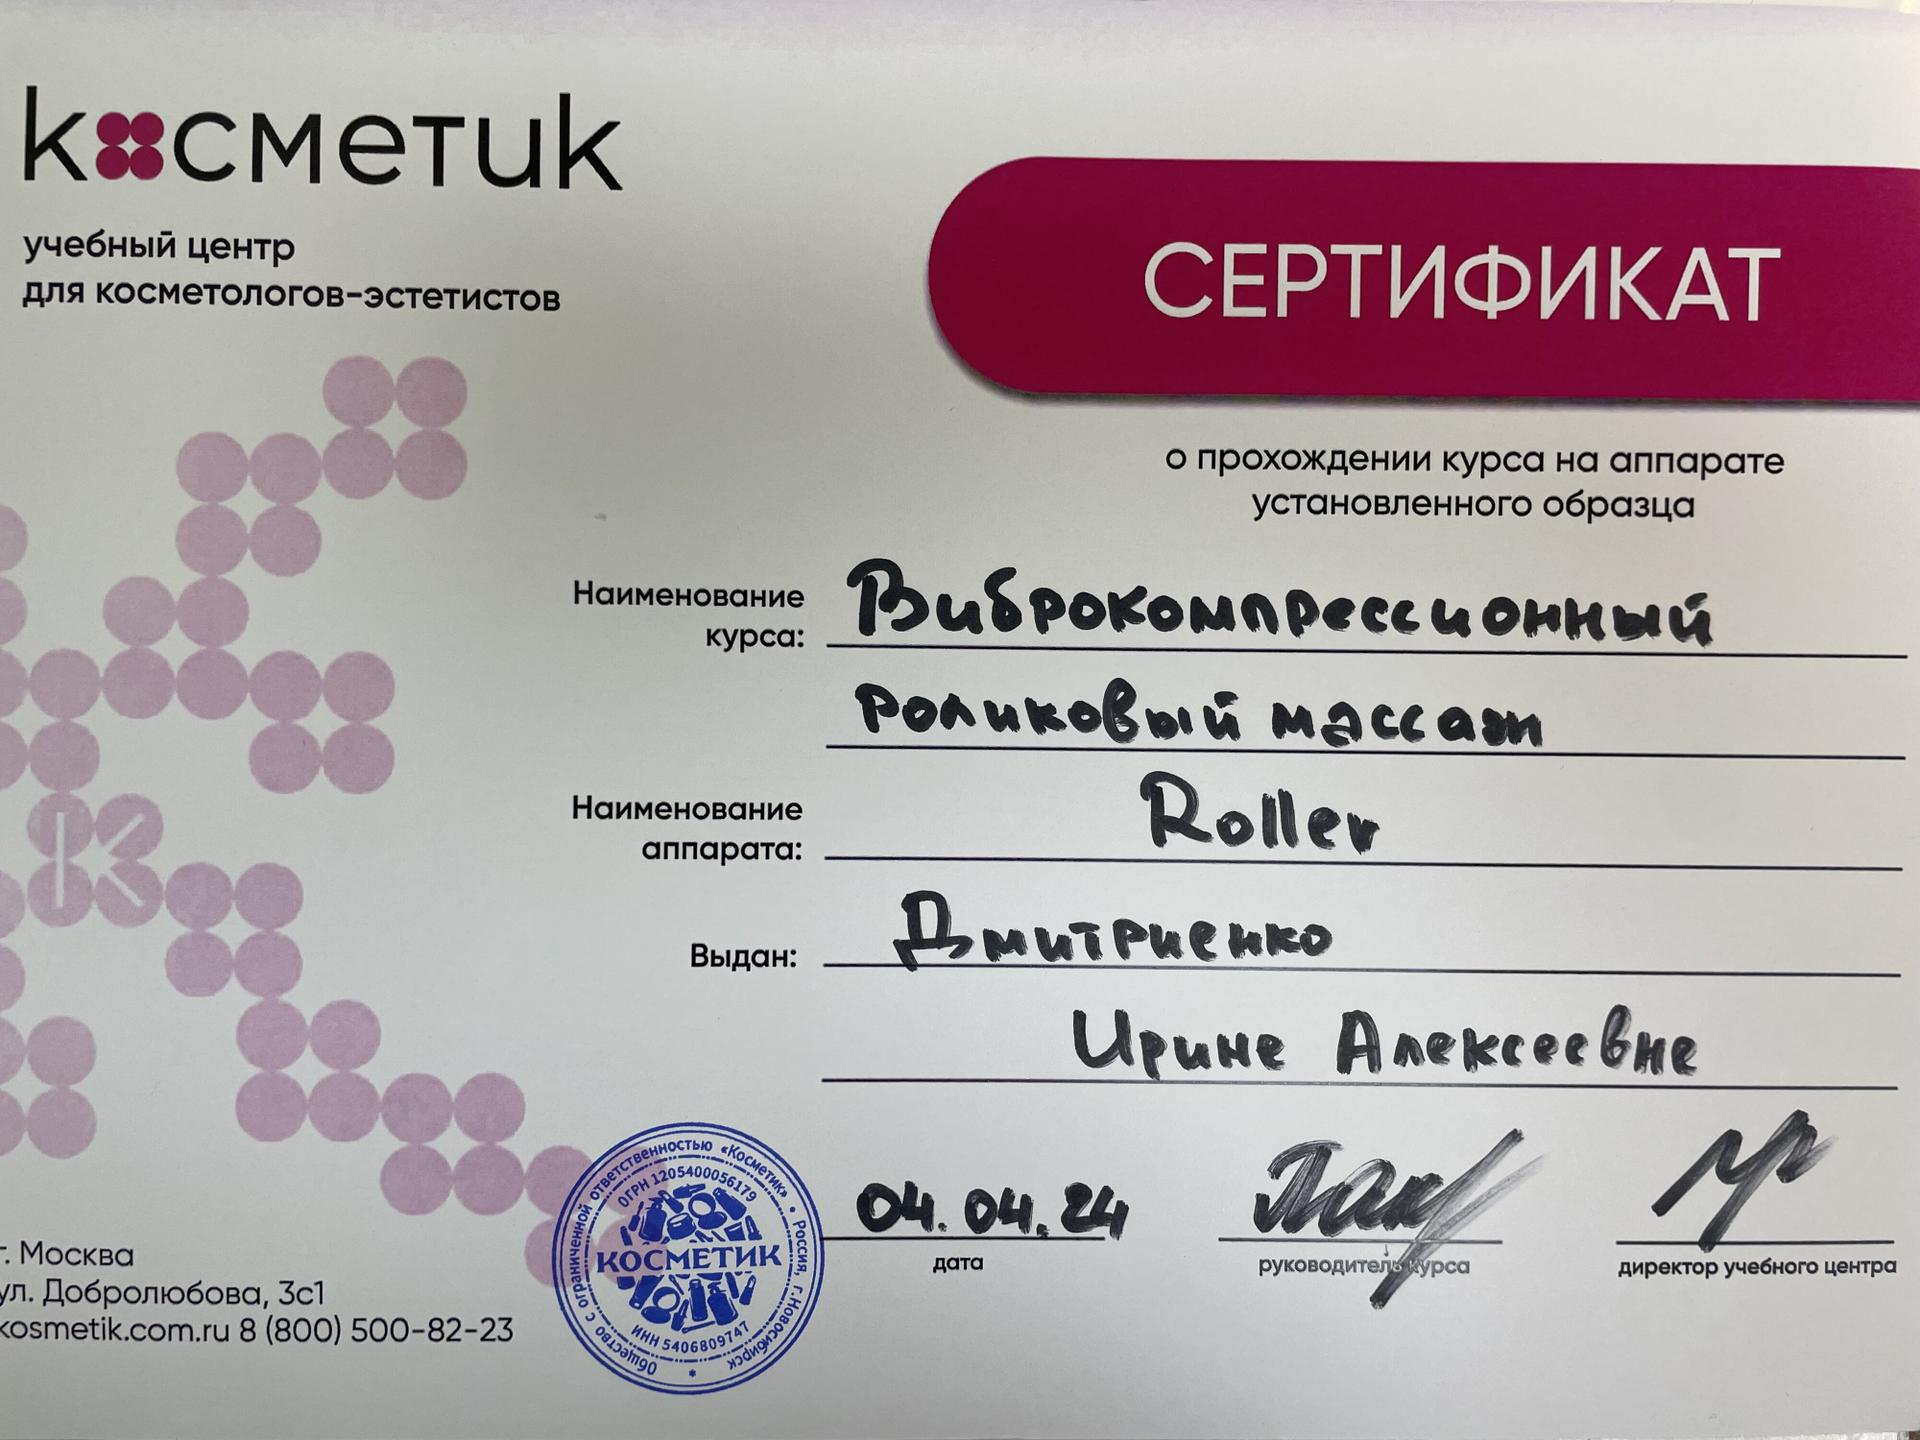 косметик
учебный центр
для косметологов-эстетистов
СЕРТИФИКАТ
о прохождении курса на аппарате
установленного образца
Наименование
курса:
Виброкомпрессионный
роликовый массаж
Наименование
аппарата:
Roller
Выдан:
Дмитриенко
Ирине Алексеевне
04.04.24
дата
руководитель курса
директор учебного центра
г. Москва
ул. Добролюбова, 3с1
kosmetik.com.ru 8 (800) 500-82-23
Общество с ограниченной ответственностью «Косметик» • Россия, г. Новосибирск
ОГРН 1205400056179
КОСМЕТИК
ИНН 5406809747
К